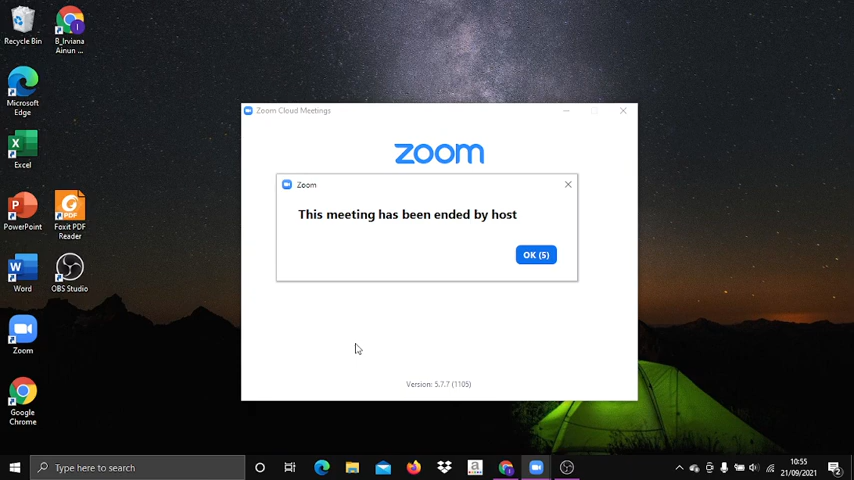 Recycle Bin
B_Irviana
Ainun ...
Microsoft
Edge
Excel
PowerPoint
Foxit PDF
Reader
Word
OBS Studio
Zoom
Google
Chrome
Zoom Cloud Meetings
zoom
Zoom
This meeting has been ended by host
OK (5)
Version: 5.7.7 (1105)
Type here to search
10:55
21/09/2021
2